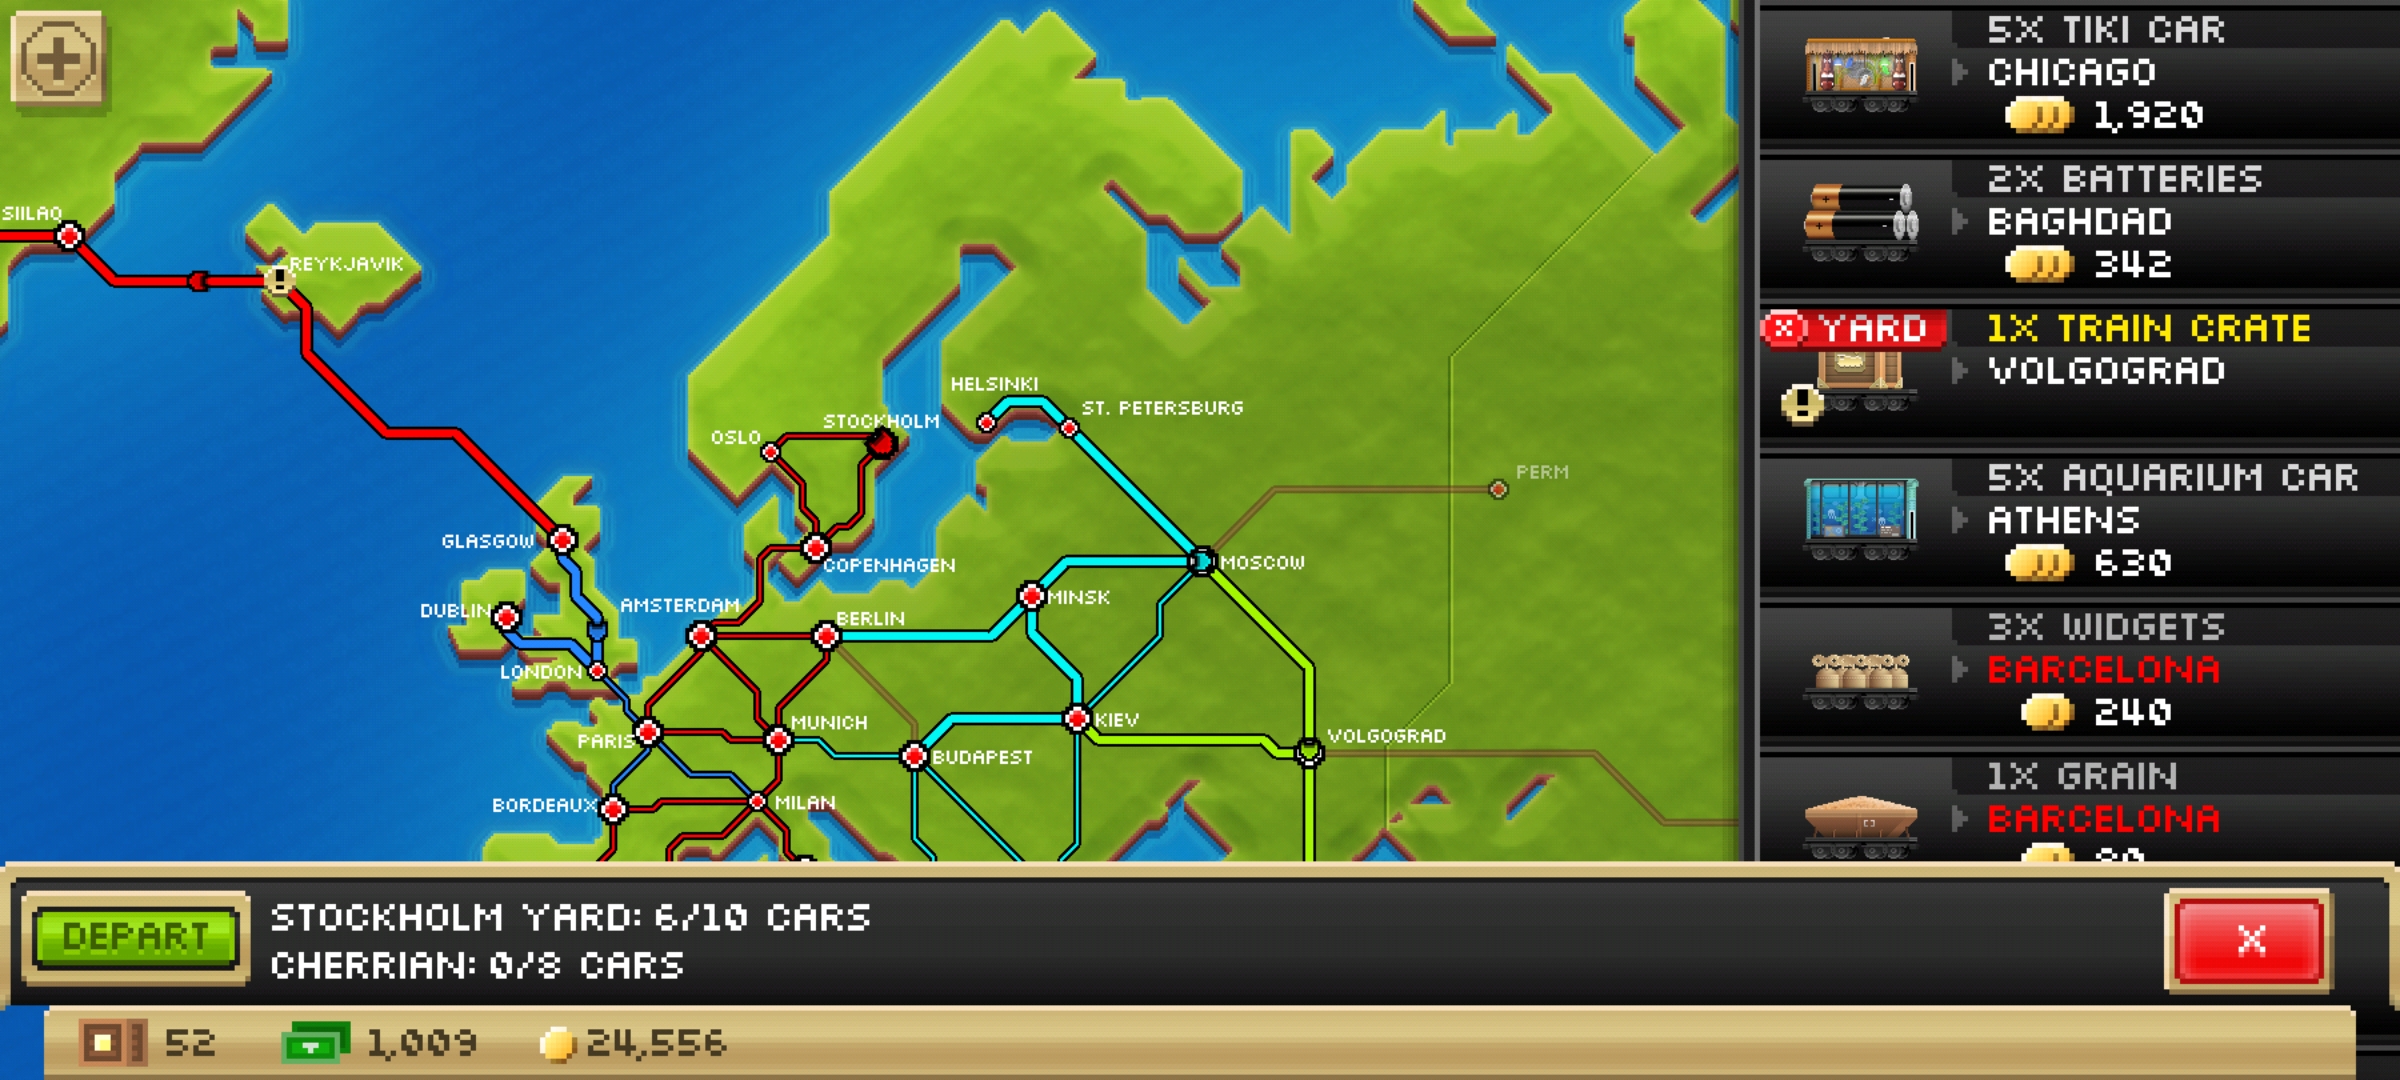 SIILAQ
REYKJAVIK
HELSINKI
ST. PETERSBURG
STOCKHOLM
OSLO
PERM
GLASGOW
COPENHAGEN
MOSCOW
DUBLIN
AMSTERDAM
BERLIN
MINSK
LONDON
PARIS
MUNICH
KIEV
BUDAPEST
VOLGOGRAD
BORDEAUX
MILAN
5X TIKI CAR
CHICAGO
1,920
2X BATTERIES
BAGHDAD
342
X YARD
1X TRAIN CRATE
VOLGOGRAD
5X AQUARIUM CAR
ATHENS
630
3X WIDGETS
BARCELONA
240
1X GRAIN
BARCELONA
DEPART
STOCKHOLM YARD: 6/10 CARS
CHERRIAN: 0/8 CARS
X
52
1,009
24,556